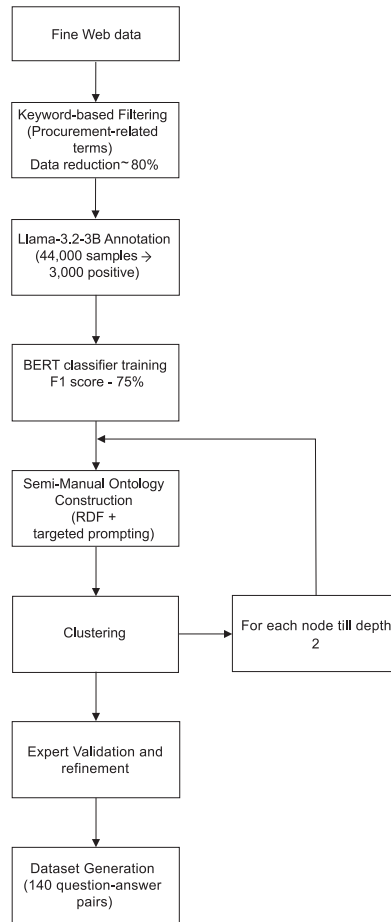 Fine Web data
Keyword-based Filtering
(Procurement-related
terms)
Data reduction~80%
Llama-3.2-3B Annotation
(44,000 samples →
3,000 positive)
BERT classifier training
F1 score - 75%
Semi-Manual Ontology
Construction
(RDF +
targeted prompting)
Clustering
For each node till depth
2
Expert Validation and
refinement
Dataset Generation
(140 question-answer
pairs)